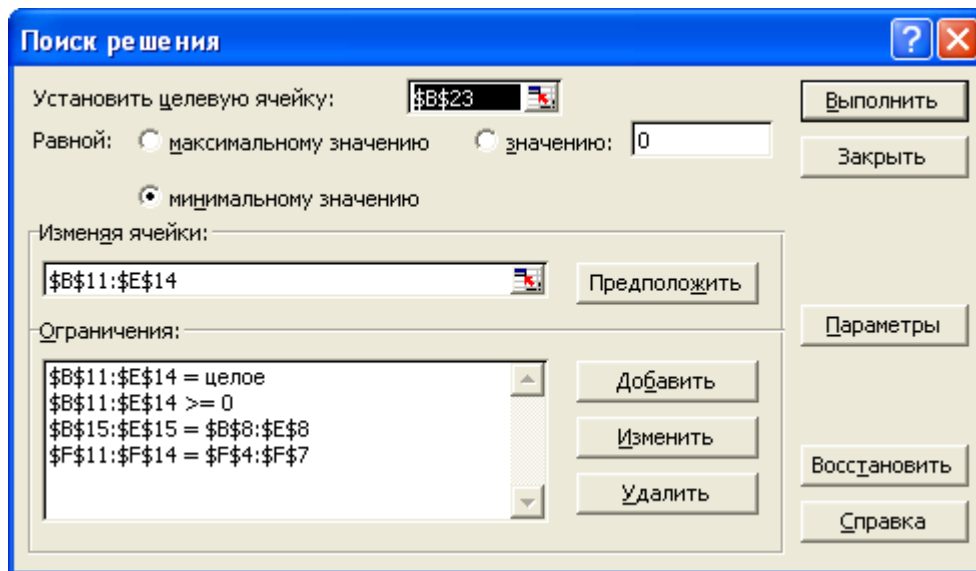 Поиск решения
Установить целевую ячейку: $B$23
Выполнить
Равной: максимальному значению значению: 0
Закрыть
минимальному значению
Изменяя ячейки:
$B$11:$E$14
Предположить
Ограничения:
Параметры
$B$11:$E$14 = целое
$B$11:$E$14 >= 0
$B$15:$E$15 = $B$8:$E$8
$F$11:$F$14 = $F$4:$F$7
Добавить
Изменить
Удалить
Восстановить
Справка